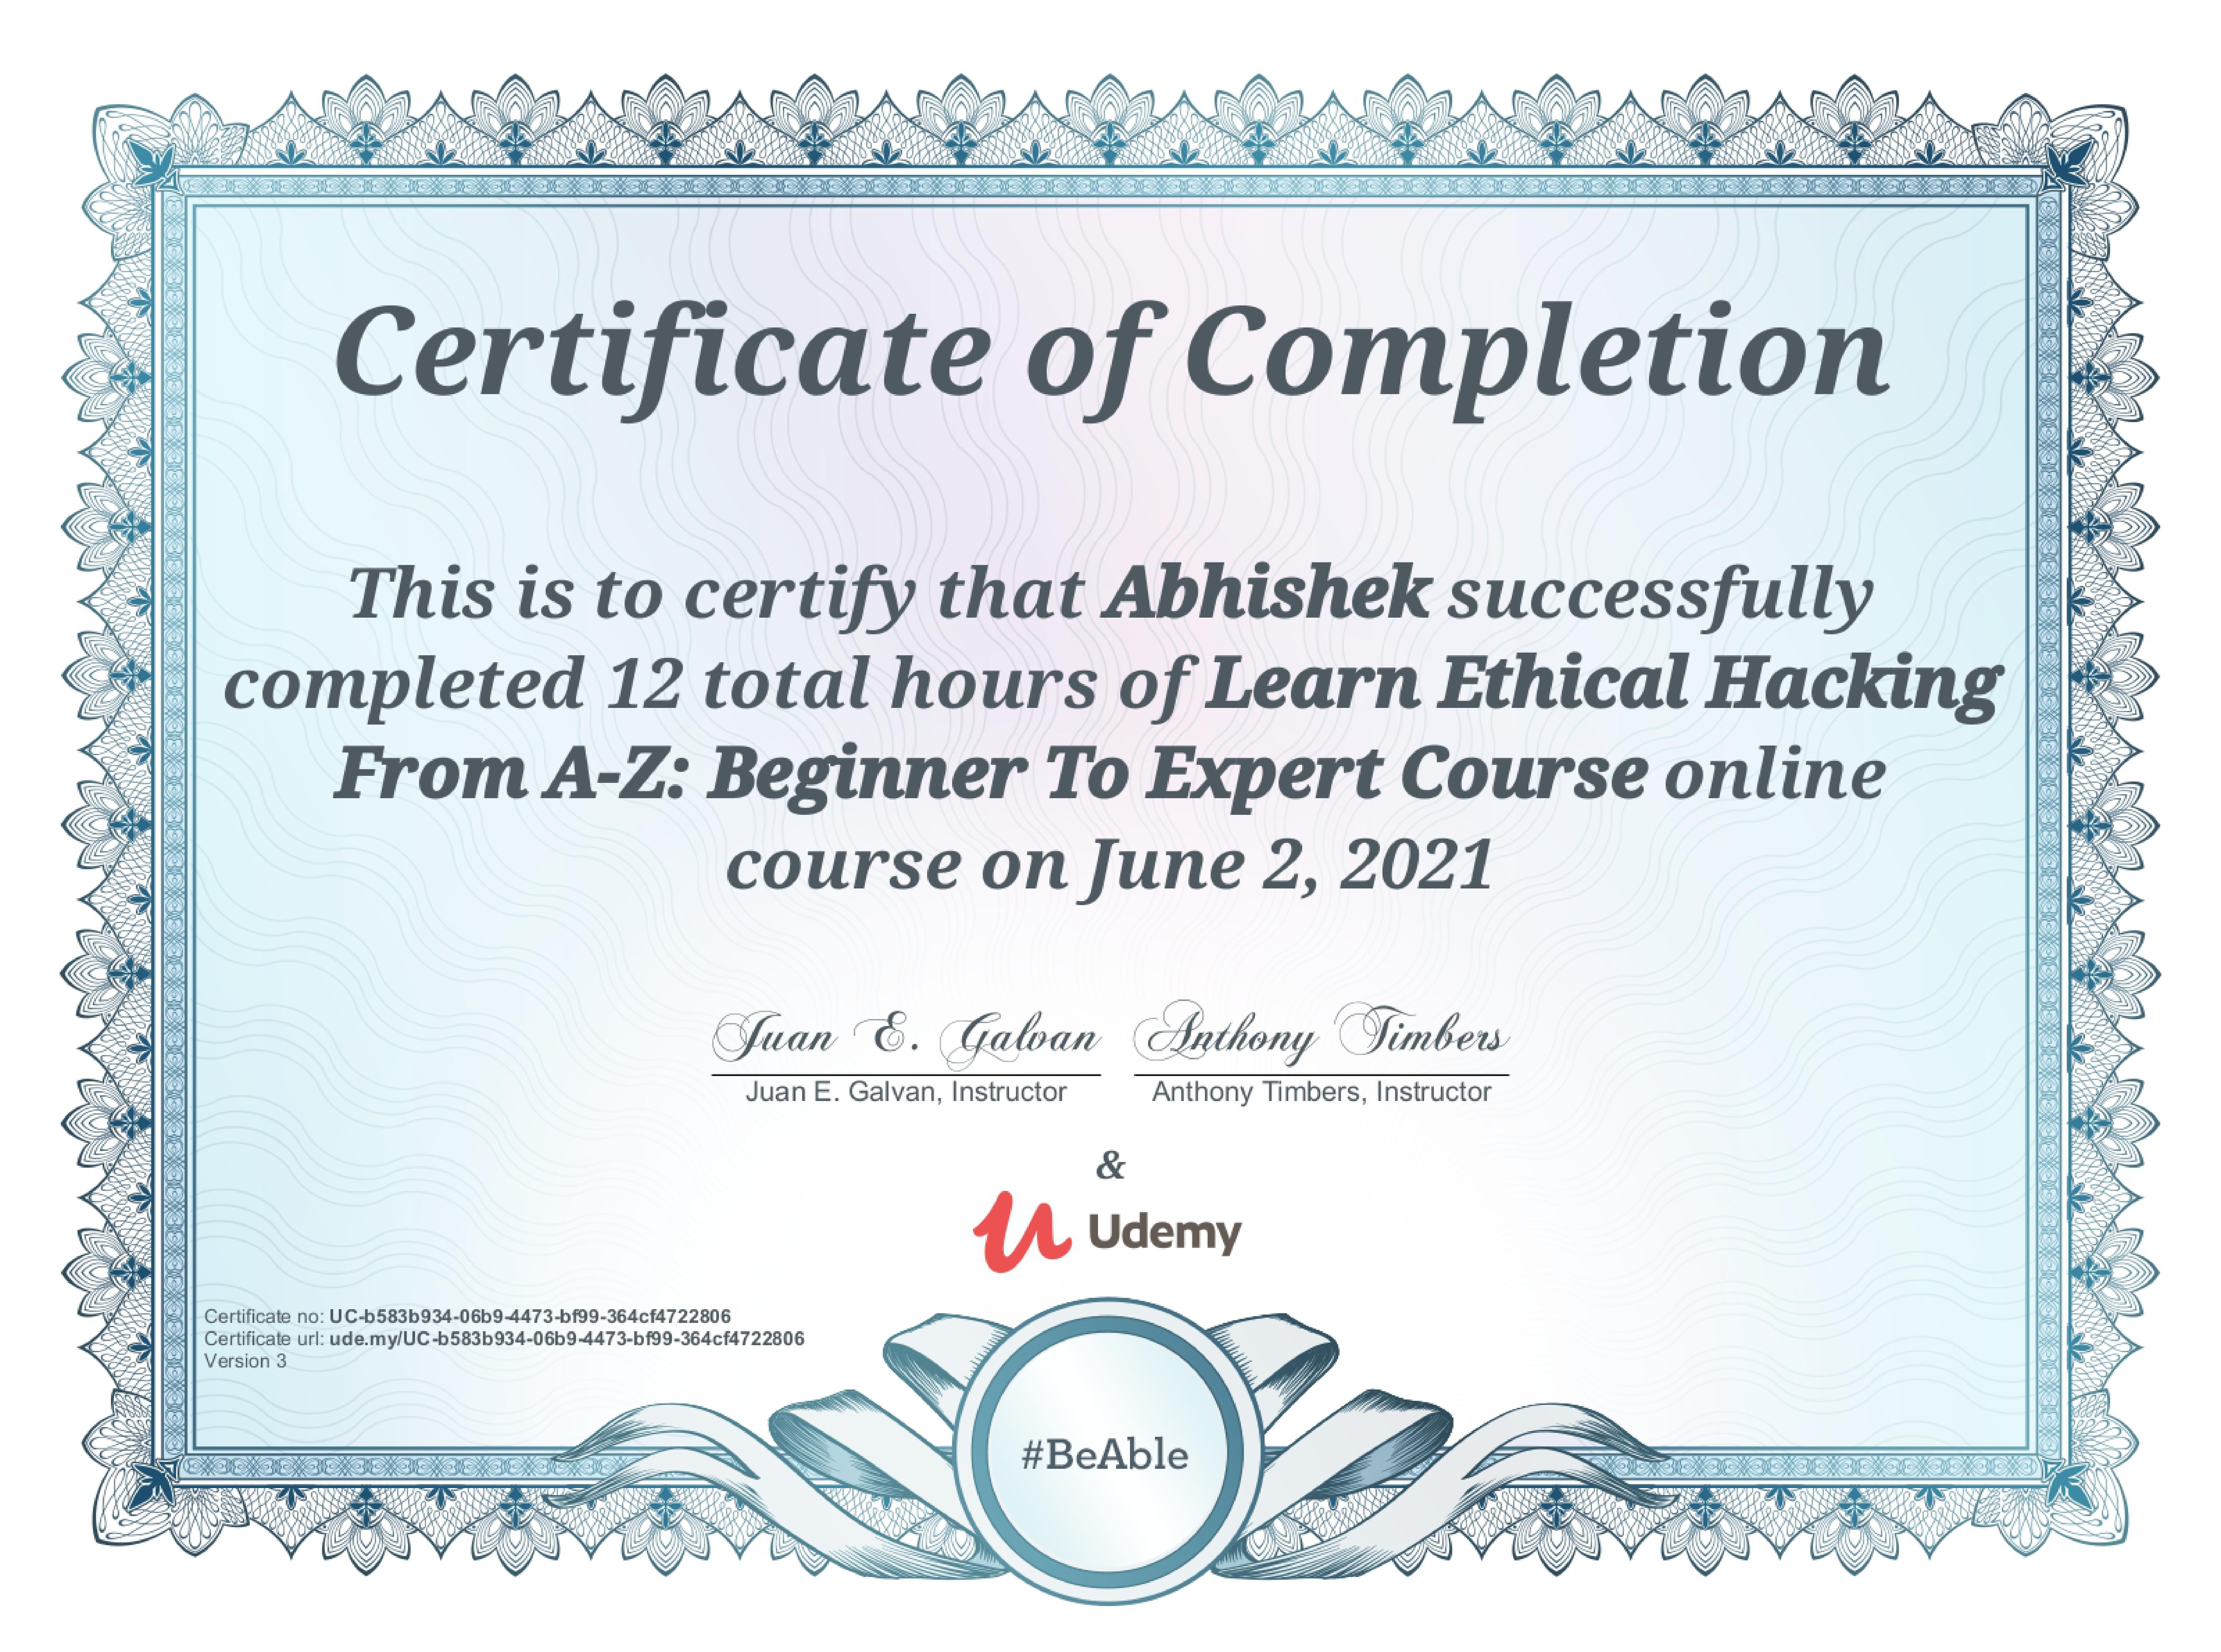 Certificate of Completion
This is to certify that Abhishek successfully
completed 12 total hours of Learn Ethical Hacking
From A-Z: Beginner To Expert Course online
course on June 2, 2021
Juan E. Galvan Anthony Timbers
Juan E. Galvan, Instructor Anthony Timbers, Instructor
&
Udemy
Certificate no: UC-b583b934-06b9-4473-bf99-364cf4722806
Certificate url: ude.my/UC-b583b934-06b9-4473-bf99-364cf4722806
Version 3
#BeAble